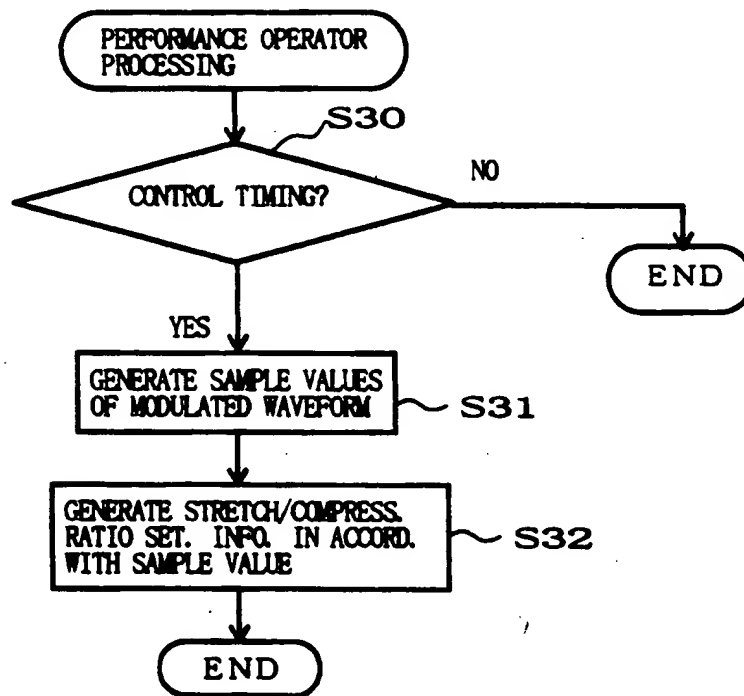 PERFORMANCE OPERATOR
PROCESSING
S30
CONTROL TIMING?
NO
END
YES
GENERATE SAMPLE VALUES
OF MODULATED WAVEFORM
S31
GENERATE STRETCH/COMPRESS.
RATIO SET. INFO. IN ACCORD.
WITH SAMPLE VALUE
S32
END